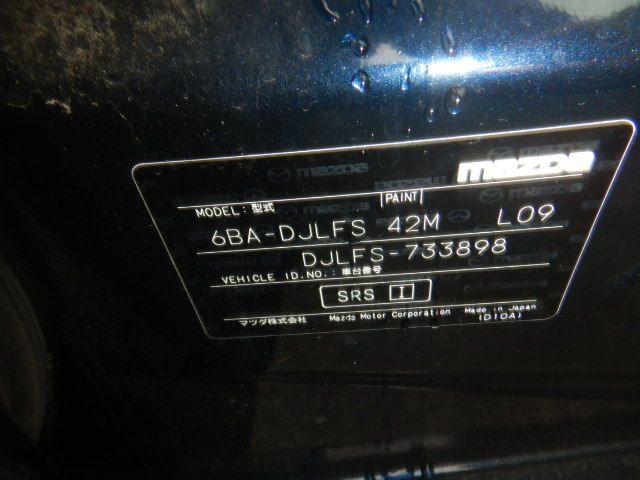 mazda
MODEL: 型式 PAINT
6BA-DJLFS 42M L09
DJLFS-733898
VEHICLE ID.NO.: 車台番号
SRS I
マツダ株式会社 Mazda Motor Corporation Made in Japan
(D10A)